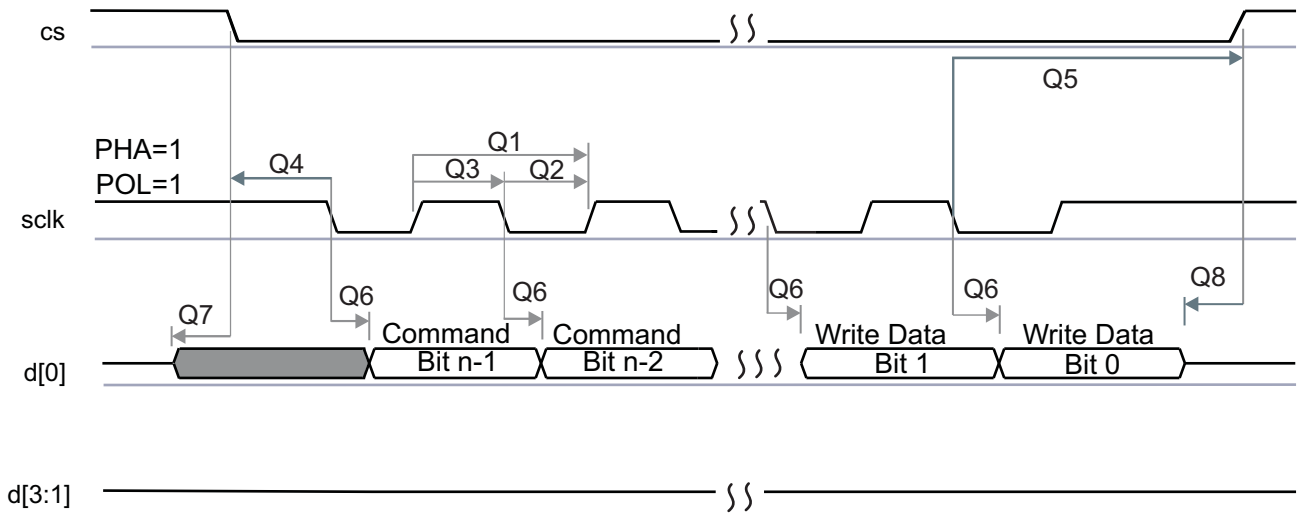 cs
Q5
PHA=1
POL=1
Q4
Q1
Q3
Q2
sclk
Q7
Q6
Q6
Q6
Q6
Q8
d[0]
Command
Bit n-1
Command
Bit n-2
Write Data
Bit 1
Write Data
Bit 0
d[3:1]